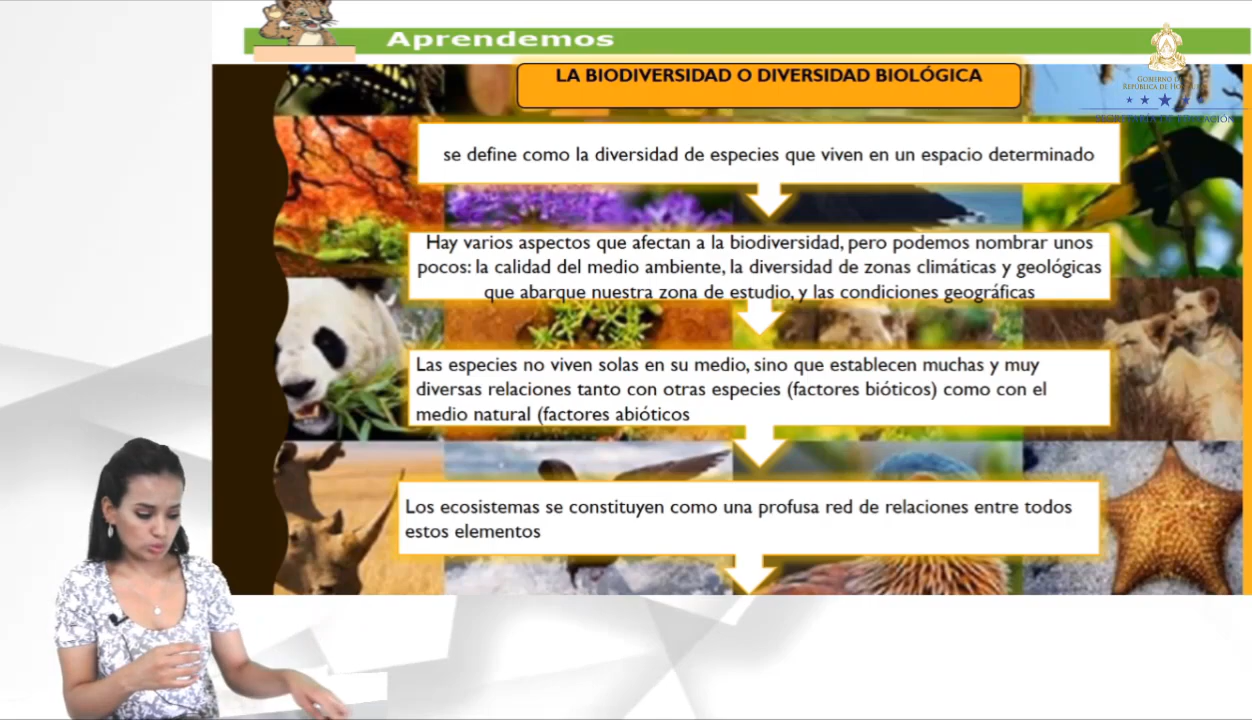 Aprendemos
LA BIODIVERSIDAD O DIVERSIDAD BIOLÓGICA
GOBIERNO
REPÚBLICA DE
se define como la diversidad de especies que viven en un espacio determinado
Hay varios aspectos que afectan a la biodiversidad, pero podemos nombrar unos
pocos: la calidad del medio ambiente, la diversidad de zonas climáticas y geológicas
que abarque nuestra zona de estudio, y las condiciones geográficas
Las especies no viven solas en su medio, sino que establecen muchas y muy
diversas relaciones tanto con otras especies (factores bióticos) como con el
medio natural (factores abióticos
Los ecosistemas se constituyen como una profusa red de relaciones entre todos
estos elementos